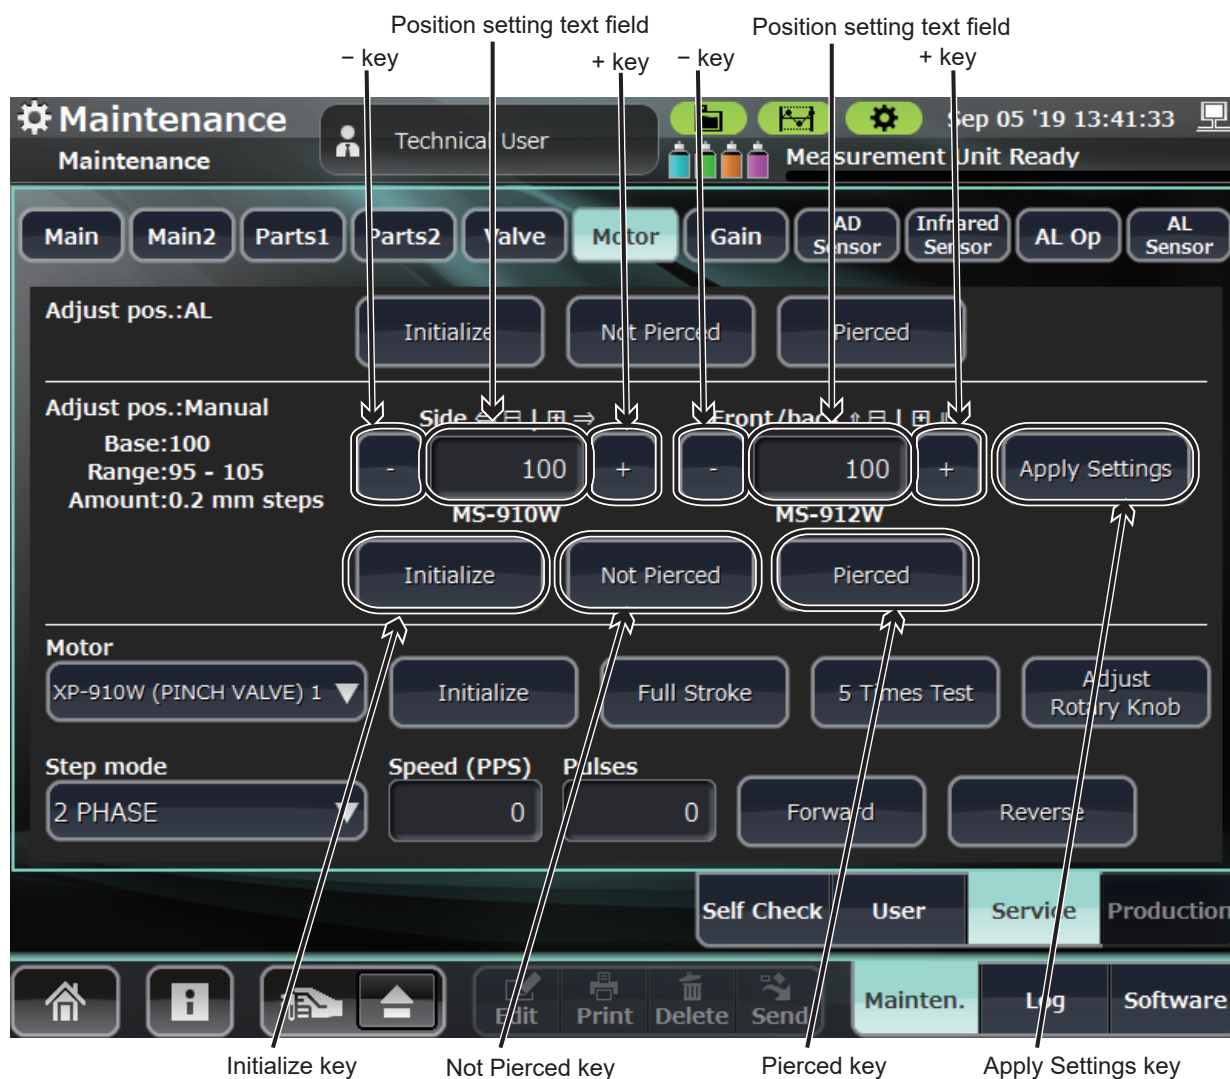 Position setting text field
Position setting text field
− key
+ key
− key
+ key
Maintenance
Maintenance
Technical User
Sep 05 '19 13:41:33
Measurement Unit Ready
Main
Main2
Parts1
Parts2
Valve
Motor
Gain
AD
Sensor
Infrared
Sensor
AL Op
AL
Sensor
Adjust pos.:AL
Initialize
Not Pierced
Pierced
Adjust pos.:Manual
Base:100
Range:95 - 105
Amount:0.2 mm steps
Side ⇐ ⊟ | ⊞ ⇒
Front/back ⇑ ⊟ | ⊞ ⇓
-
100
+
-
100
+
Apply Settings
MS-910W
MS-912W
Initialize
Not Pierced
Pierced
Motor
XP-910W (PINCH VALVE) 1
Initialize
Full Stroke
5 Times Test
Adjust
Rotary Knob
Step mode
Speed (PPS)
Pulses
2 PHASE
0
0
Forward
Reverse
Self Check
User
Service
Production
Edit
Print
Delete
Send
Mainten.
Log
Software
Initialize key
Not Pierced key
Pierced key
Apply Settings key